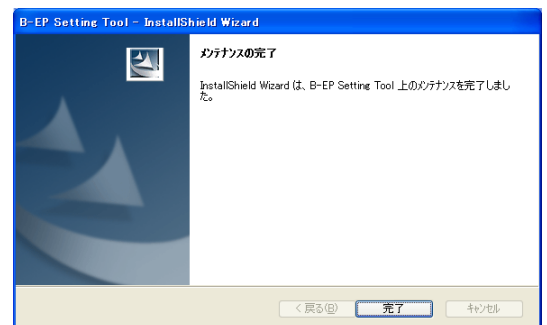 B-EP Setting Tool - InstallShield Wizard
ﾒﾝﾃﾅﾝｽの完了
InstallShield Wizard は、B-EP Setting Tool 上のﾒﾝﾃﾅﾝｽを完了しまし
た。
< 戻る(B)
完了
ｷｬﾝｾﾙ